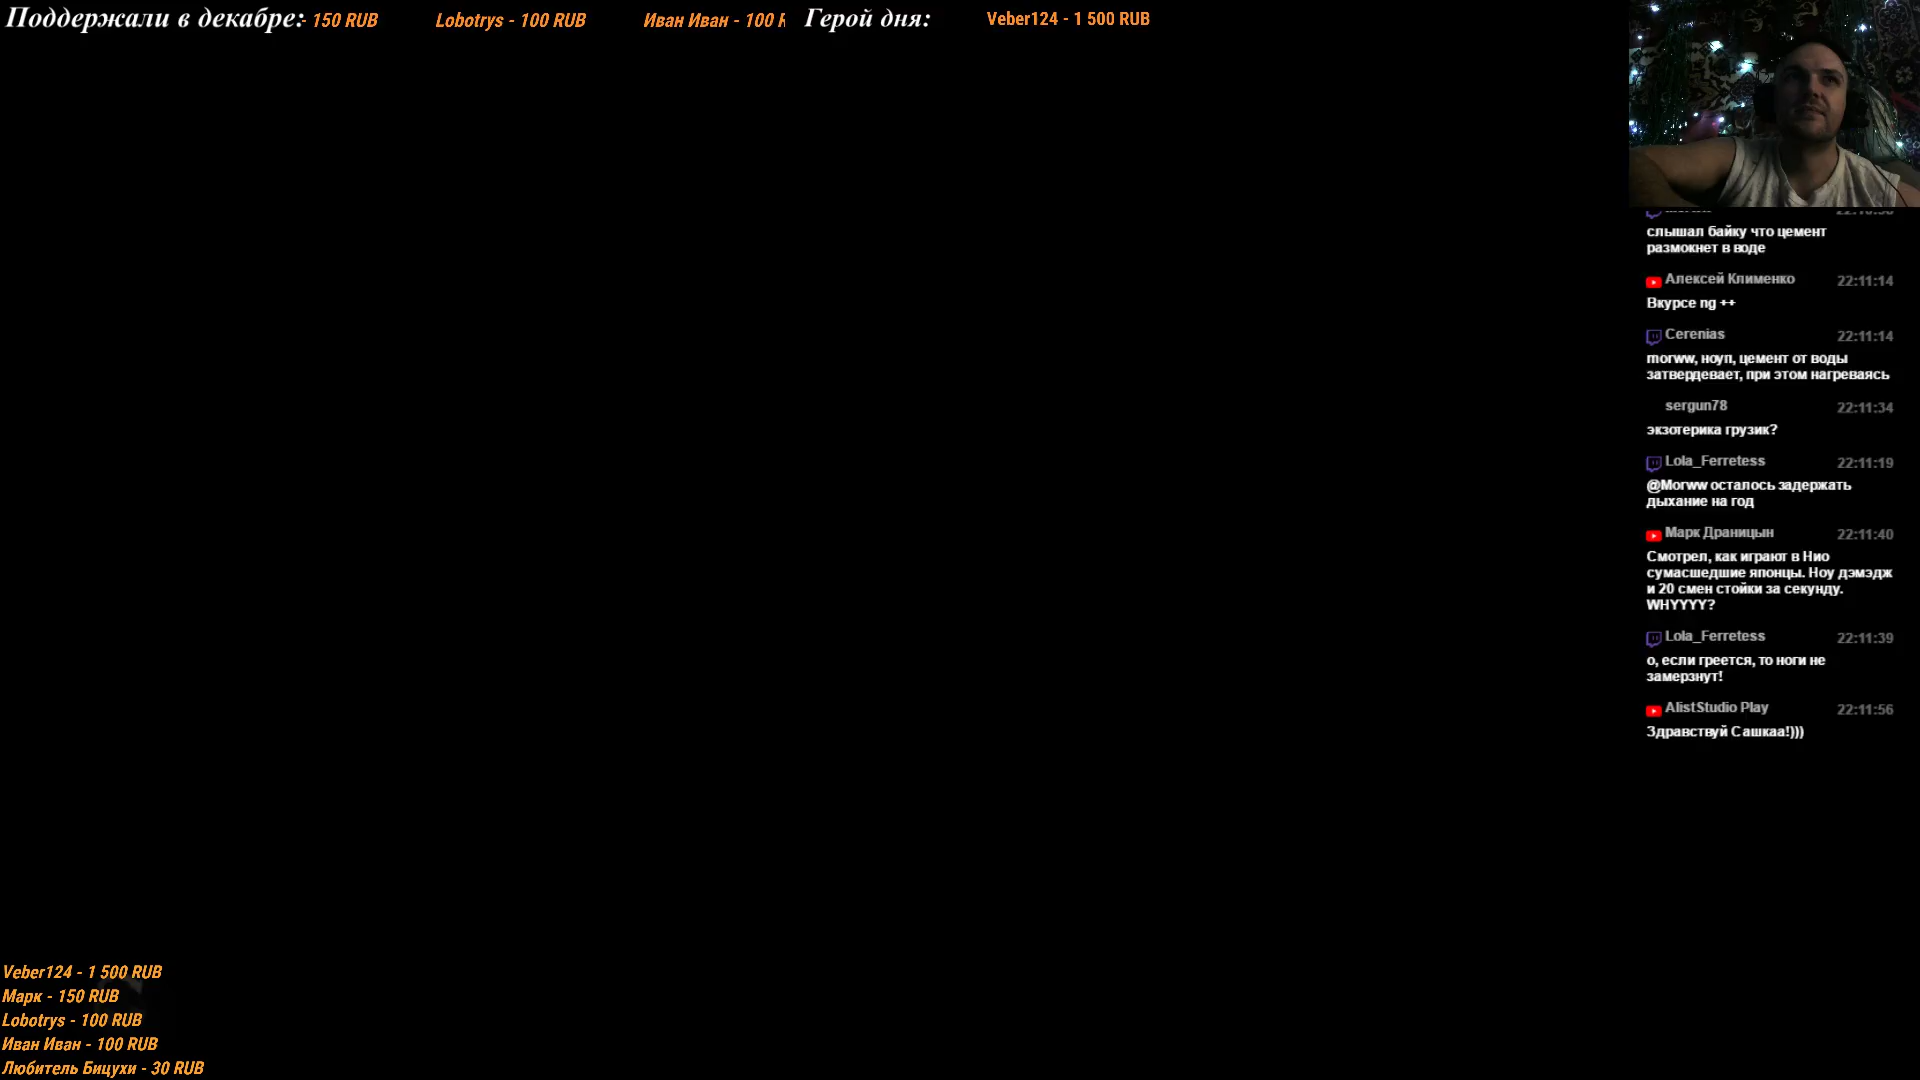 Поддержали в декабре:
- 150 RUB
Lobotrys - 100 RUB
Иван Иван - 100
Герой дня:
Veber124 - 1 500 RUB
слышал байку что цемент
размокнет в воде
Алексей Клименко 22:11:14
Вкурсе ng ++
Cerenias 22:11:14
morww, ноуп, цемент от воды
затвердевает, при этом нагреваясь
sergun78 22:11:34
экзотерика грузик?
Lola_Ferretess 22:11:19
@Morww осталось задержать
дыхание на год
Марк Драницын 22:11:40
Смотрел, как играют в Нио
сумасшедшие японцы. Ноу дэмэдж
и 20 смен стойки за секунду.
WHYYYY?
Lola_Ferretess 22:11:39
о, если греется, то ноги не
замерзнут!
AlistStudio Play 22:11:56
Здравствуй Сашкаа!)))
Veber124 - 1 500 RUB
Марк - 150 RUB
Lobotrys - 100 RUB
Иван Иван - 100 RUB
Любитель Бицухи - 30 RUB